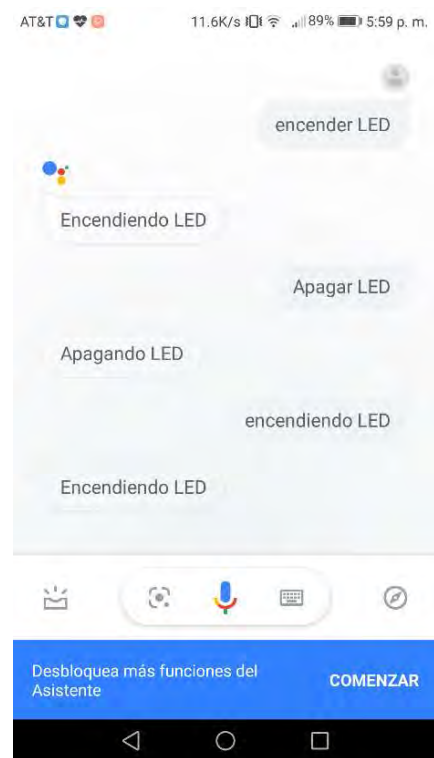 AT&T 11.6K/s 89% 5:59 p. m.
encender LED
Encendiendo LED
Apagar LED
Apagando LED
encendiendo LED
Encendiendo LED
Desbloquea más funciones del
Asistente
COMENZAR